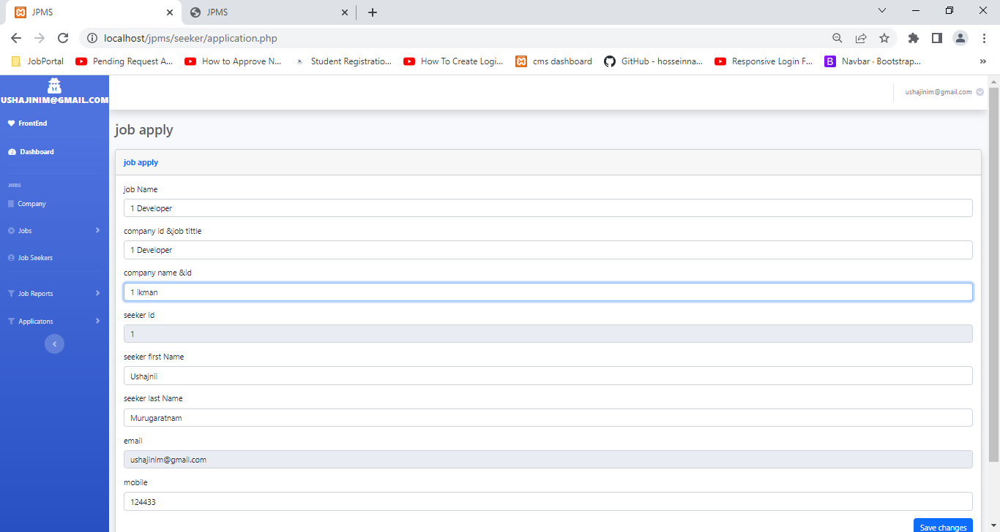 JPMS
JPMS
localhost/jpms/seeker/application.php
JobPortal
Pending Request A...
How to Approve N...
Student Registratio...
How To Create Logi...
cms dashboard
GitHub - hosseinna...
Responsive Login F...
Navbar · Bootstrap...
USHAJINIM@GMAIL.COM
ushajinim@gmail.com
FrontEnd
Dashboard
JOBS
Company
Jobs
Job Seekers
Job Reports
Applicatons
job apply
job apply
job Name
1 Developer
company id &job tittle
1 Developer
company name &id
1 ikman
seeker id
1
seeker first Name
Ushajnii
seeker last Name
Murugaratnam
email
ushajinim@gmail.com
mobile
124433
Save changes